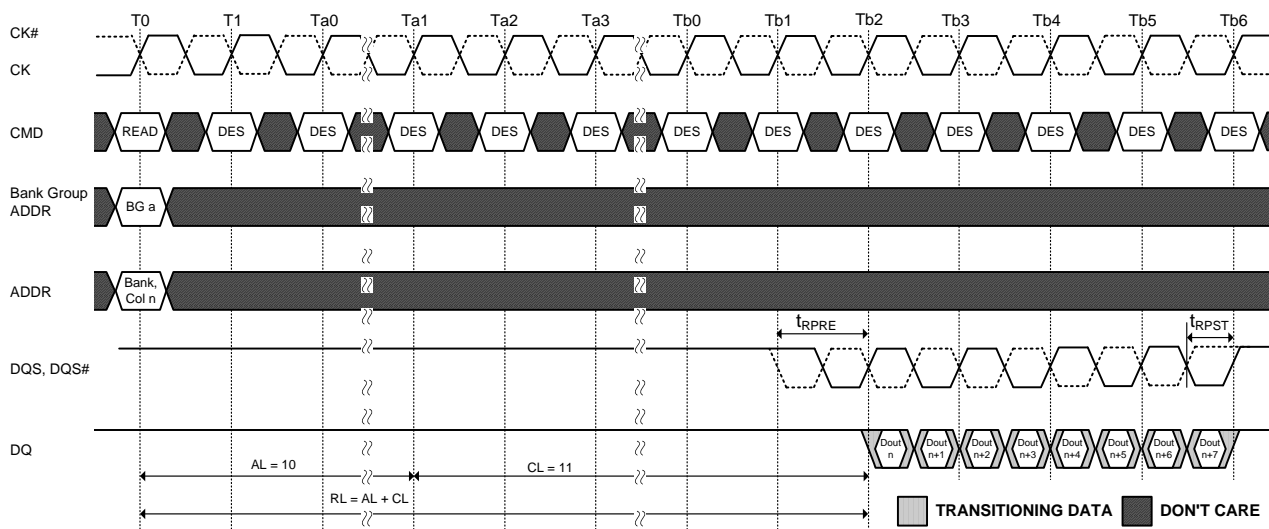 T0 T1 Ta0 Ta1 Ta2 Ta3 Tb0 Tb1 Tb2 Tb3 Tb4 Tb5 Tb6
CK#
CK
CMD READ DES DES DES DES DES DES DES DES DES DES DES DES
Bank Group
ADDR
BG a
ADDR
Bank,
Col n
tRPRE
tRPST
DQS, DQS#
DQ
Dout
n
Dout
n+1
Dout
n+2
Dout
n+3
Dout
n+4
Dout
n+5
Dout
n+6
Dout
n+7
AL = 10
CL = 11
RL = AL + CL
TRANSITIONING DATA
DON'T CARE